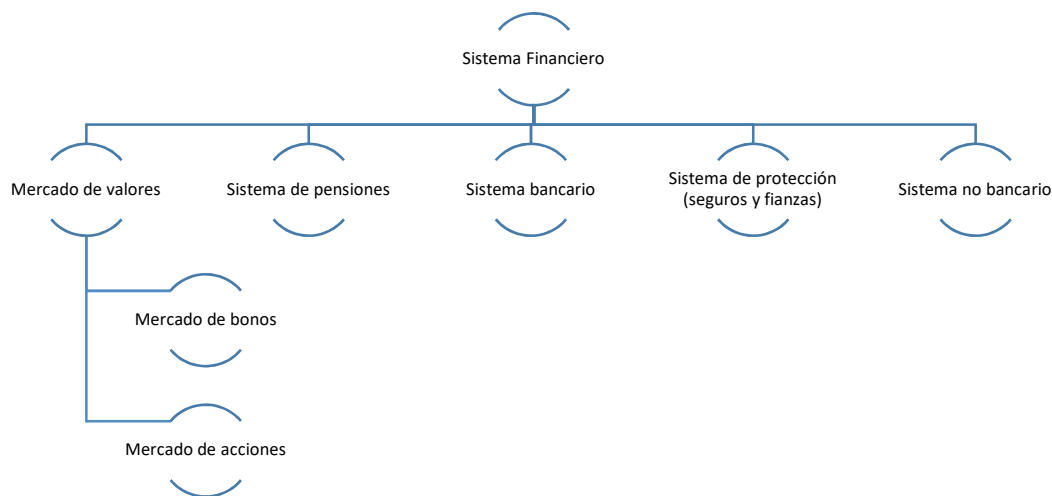 Sistema Financiero
Mercado de valores
Sistema de pensiones
Sistema bancario
Sistema de protección
(seguros y fianzas)
Sistema no bancario
Mercado de bonos
Mercado de acciones